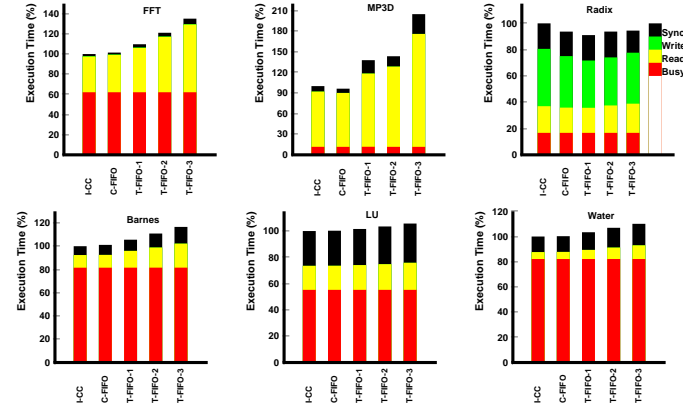 FFT
Execution Time (%)
140
120
100
80
60
40
20
0
I-CC
C-FIFO
T-FIFO-1
T-FIFO-2
T-FIFO-3
MP3D
Execution Time (%)
210
180
150
120
90
60
30
0
I-CC
C-FIFO
T-FIFO-1
T-FIFO-2
T-FIFO-3
Radix
Execution Time (%)
100
80
60
40
20
0
I-CC
C-FIFO
T-FIFO-1
T-FIFO-2
T-FIFO-3
Sync
Write
Read
Busy
Barnes
Execution Time (%)
120
100
80
60
40
20
0
I-CC
C-FIFO
T-FIFO-1
T-FIFO-2
T-FIFO-3
LU
Execution Time (%)
100
80
60
40
20
0
I-CC
C-FIFO
T-FIFO-1
T-FIFO-2
T-FIFO-3
Water
Execution Time (%)
120
100
80
60
40
20
0
I-CC
C-FIFO
T-FIFO-1
T-FIFO-2
T-FIFO-3